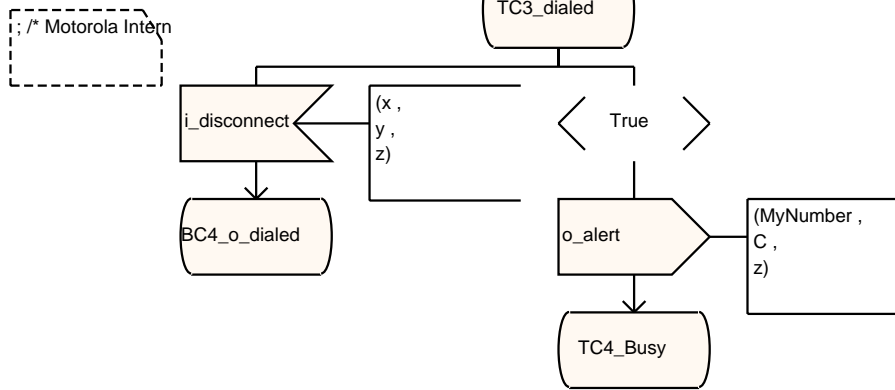 TC3_dialed
; /* Motorola Intern
i_disconnect
(x ,
y ,
z)
True
BC4_o_dialed
o_alert
(MyNumber ,
C ,
z)
TC4_Busy